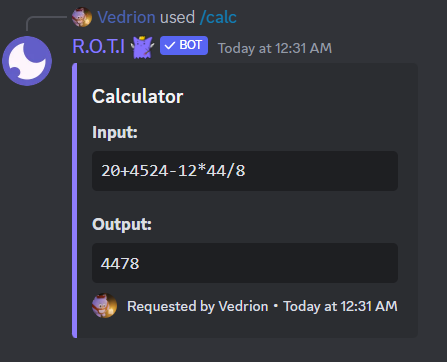 Vedrion used /calc
R.O.T.I BOT Today at 12:31 AM
Calculator
Input:
20+4524-12*44/8
Output:
4478
Requested by Vedrion • Today at 12:31 AM